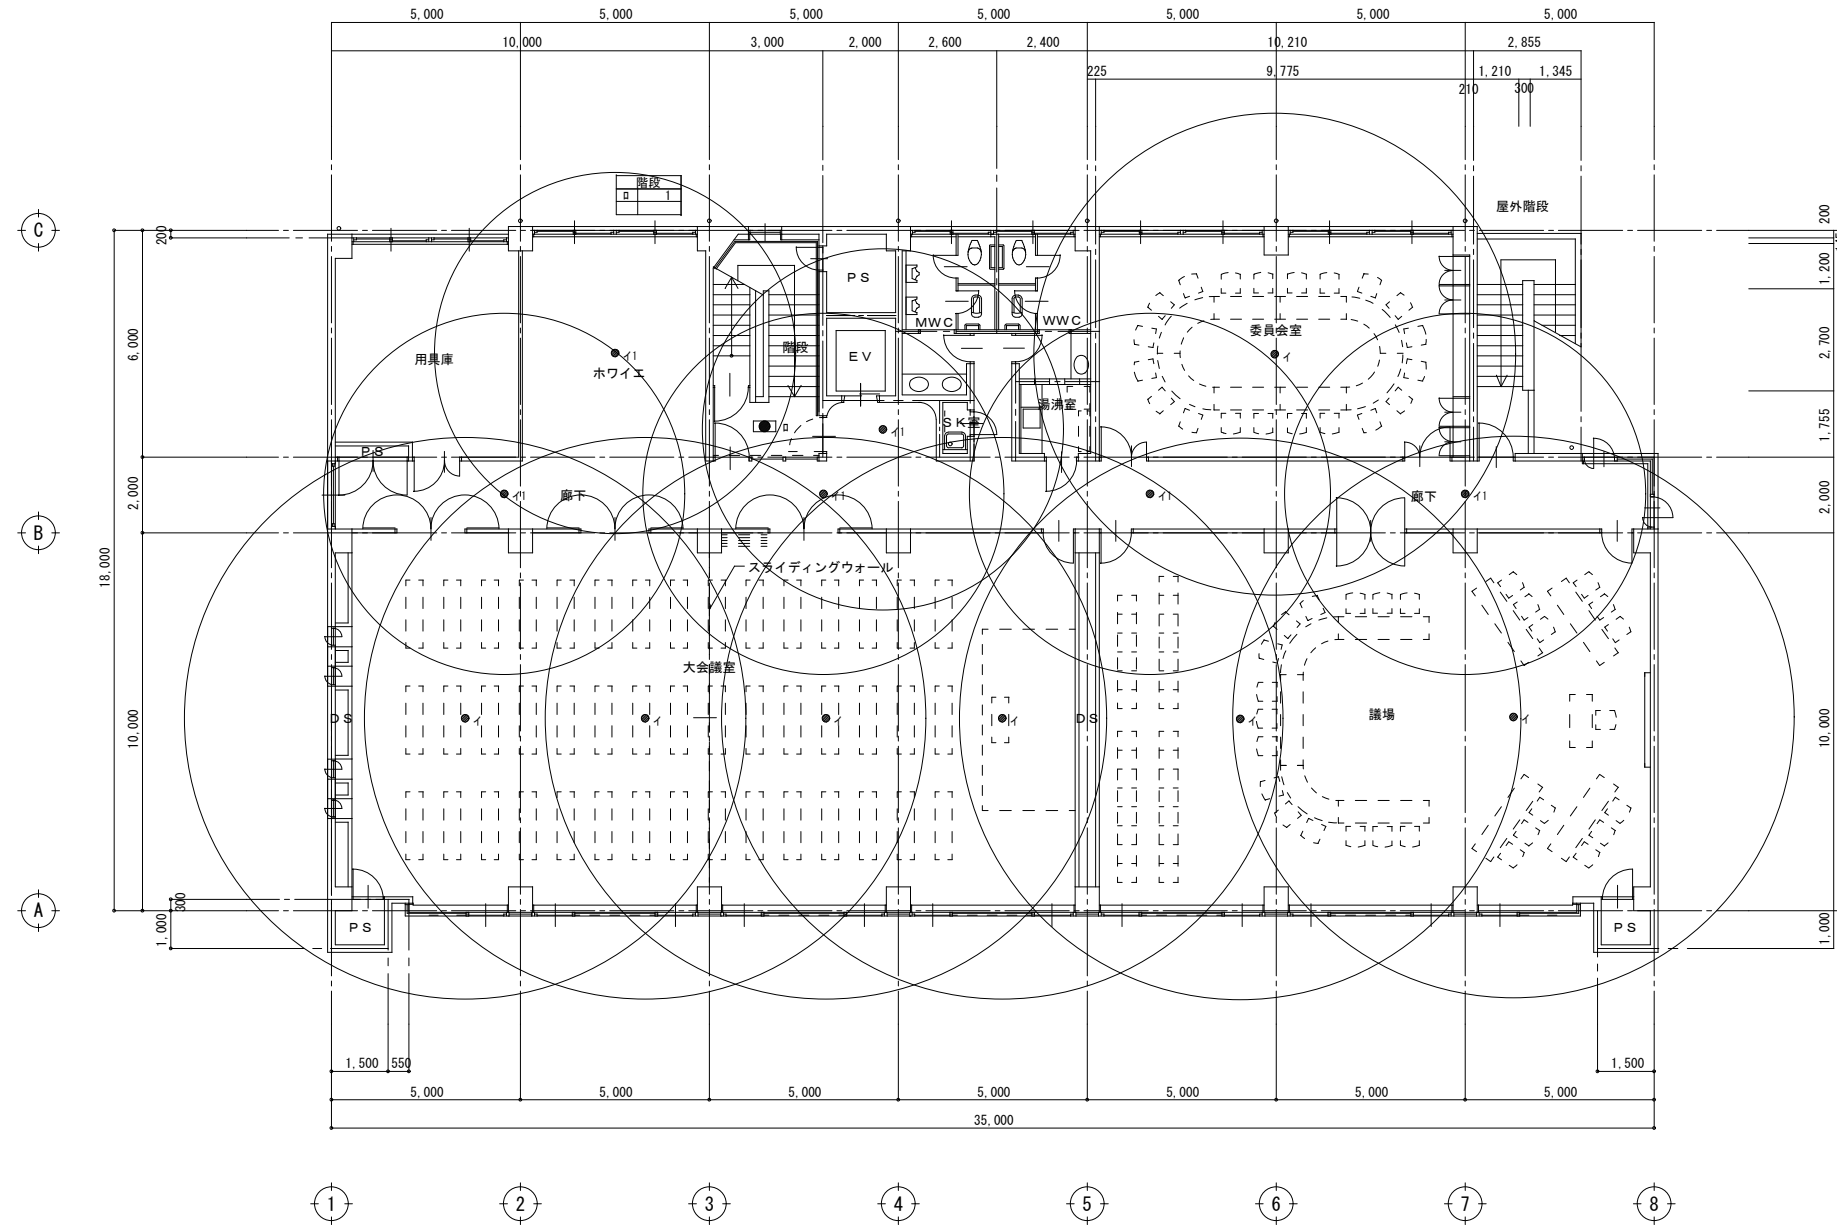 5,000 5,000 5,000 5,000 5,000 5,000 5,000
10,000 3,000 2,000 2,600 2,400 10,210 2,855
225 9,775 1,210 1,345
210 300
階段
ロ 1
屋外階段
C
200
200
PS
1,200
MWC WWC
委員会室
6,000
用具庫
イ1
ホワイエ
階段
EV
イ
2,700
湯沸室
SK室
ロ
イ1
1,755
PS
2,000
イ1
廊下
イ1
イ1
廊下
イ1
2,000
B
18,000
スライディングウォール
大会議室
10,000
DS
イ
イ
イ
イ
DS
イ
議場
イ
10,000
300
A
1,000
PS
PS
1,000
1,500 550 1,500
5,000 5,000 5,000 5,000 5,000 5,000 5,000
35,000
1 2 3 4 5 6 7 8